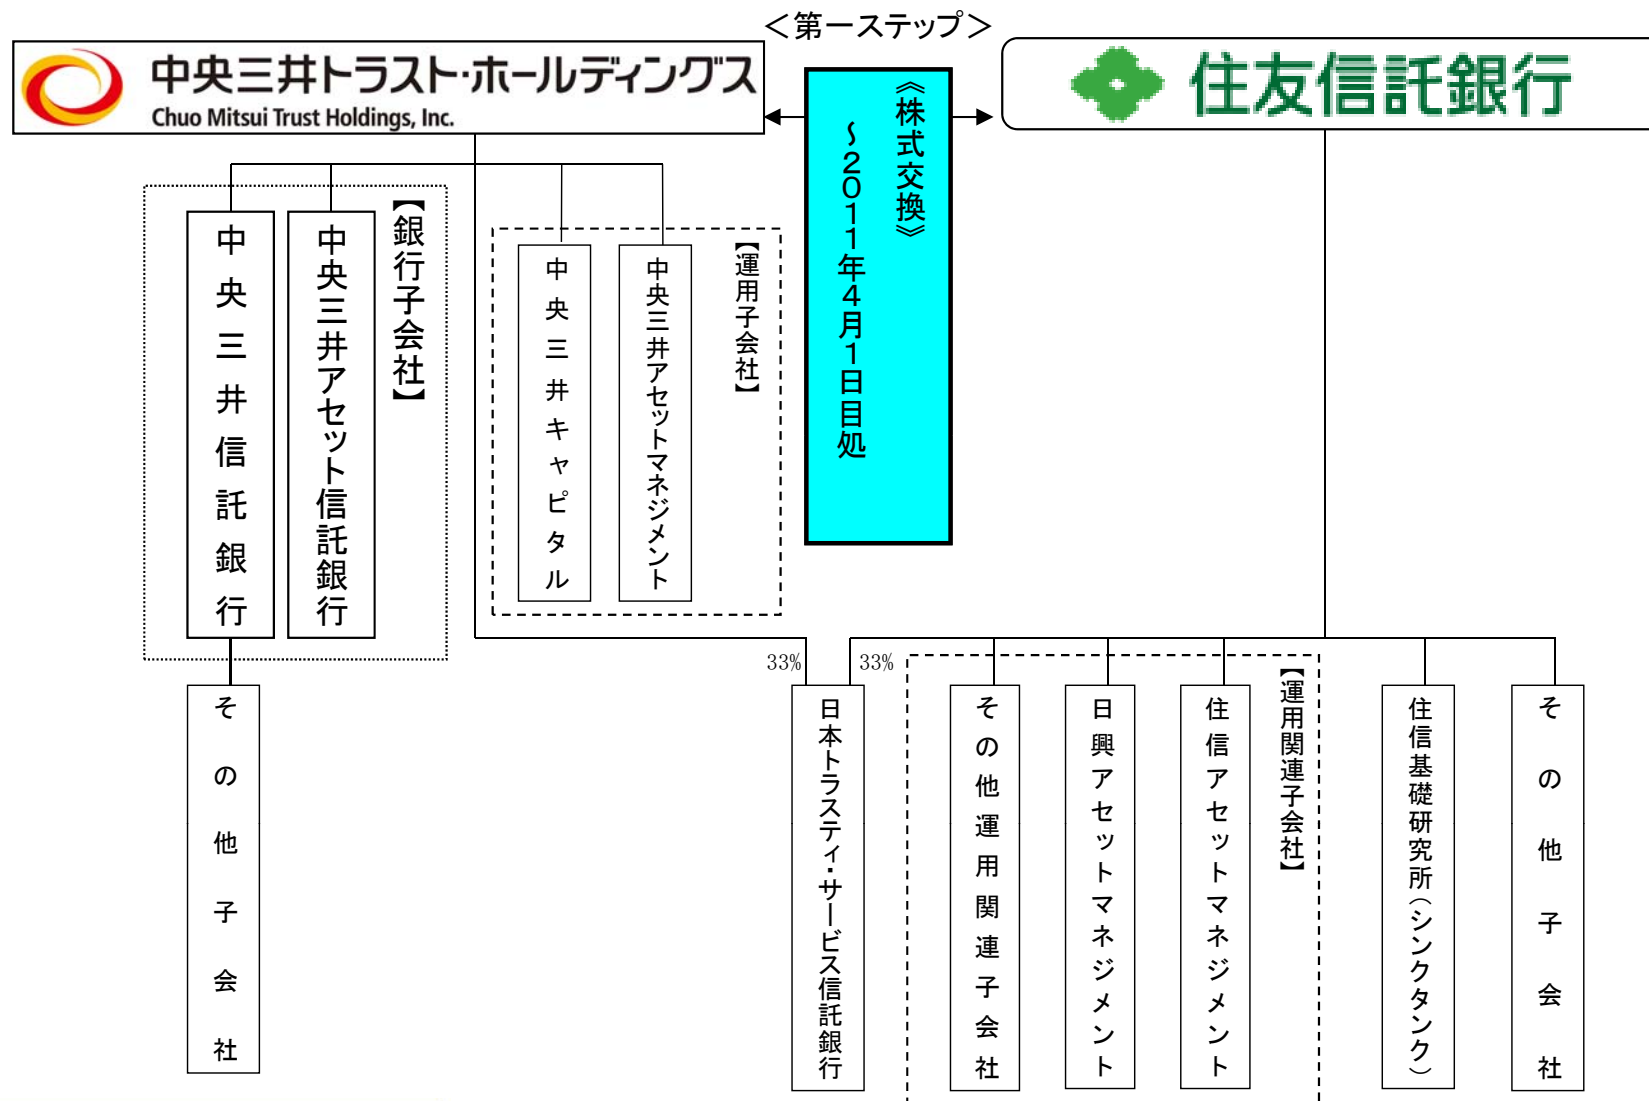 ＜第一ステップ＞
中央三井トラスト・ホールディングス
Chuo Mitsui Trust Holdings, Inc.
住友信託銀行
《株式交換》
～２０１１年４月１日目処
【銀行子会社】
中央三井信託銀行
中央三井アセット信託銀行
【運用子会社】
中央三井キャピタル
中央三井アセットマネジメント
33%
33%
その他子会社
日本トラスティ・サービス信託銀行
【運用関連子会社】
その他運用関連子会社
日興アセットマネジメント
住信アセットマネジメント
住信基礎研究所（シンクタンク）
その他子会社